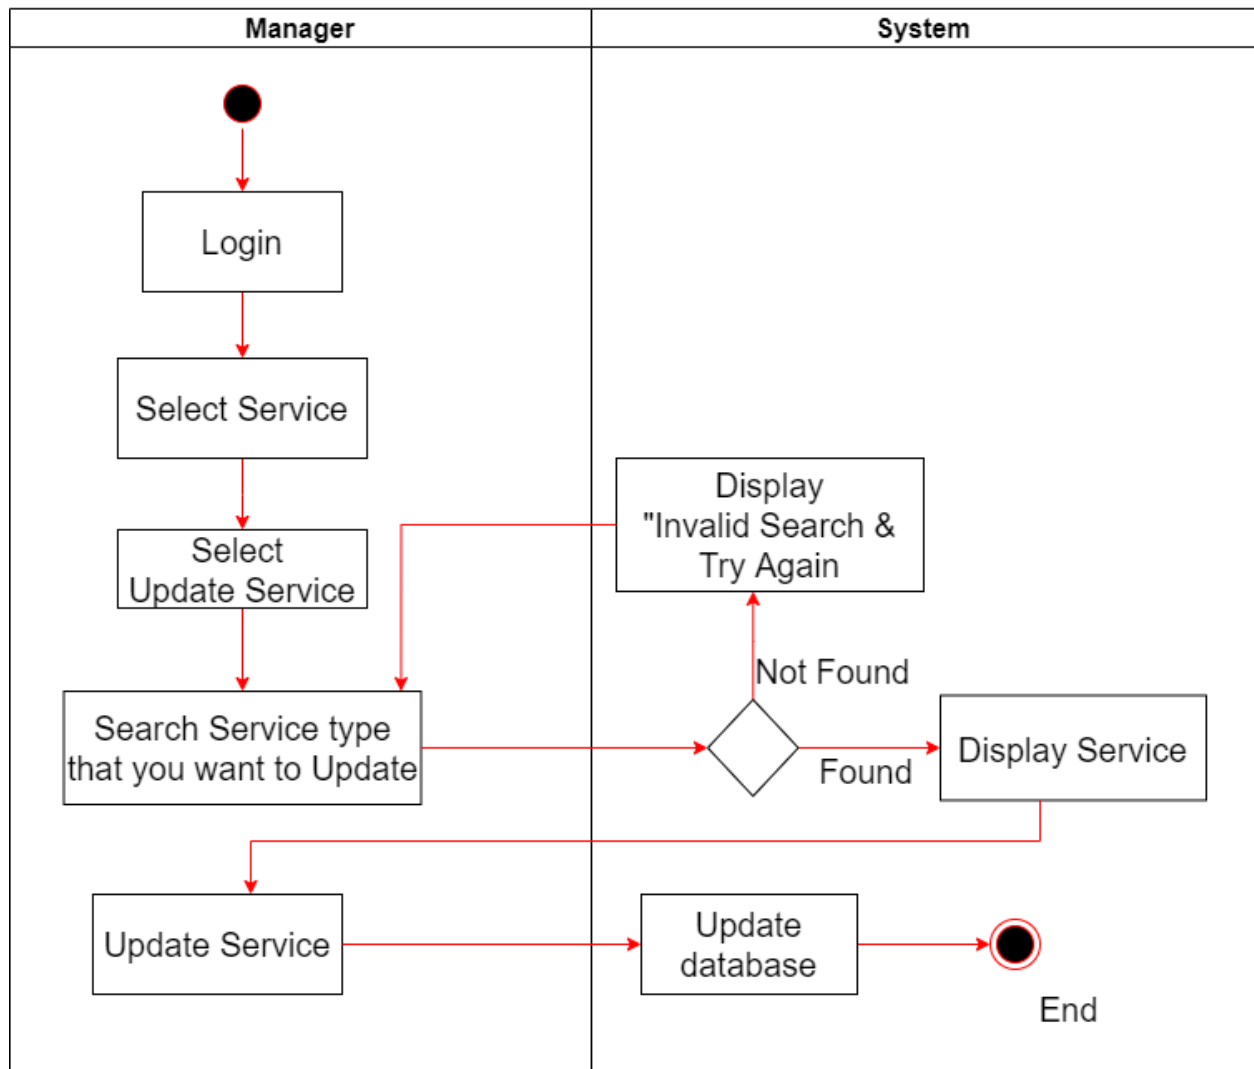 Manager
System
Login
Select Service
Select
Update Service
Display
"Invalid Search &
Try Again
Not Found
Search Service type
that you want to Update
Found
Display Service
Update Service
Update
database
End